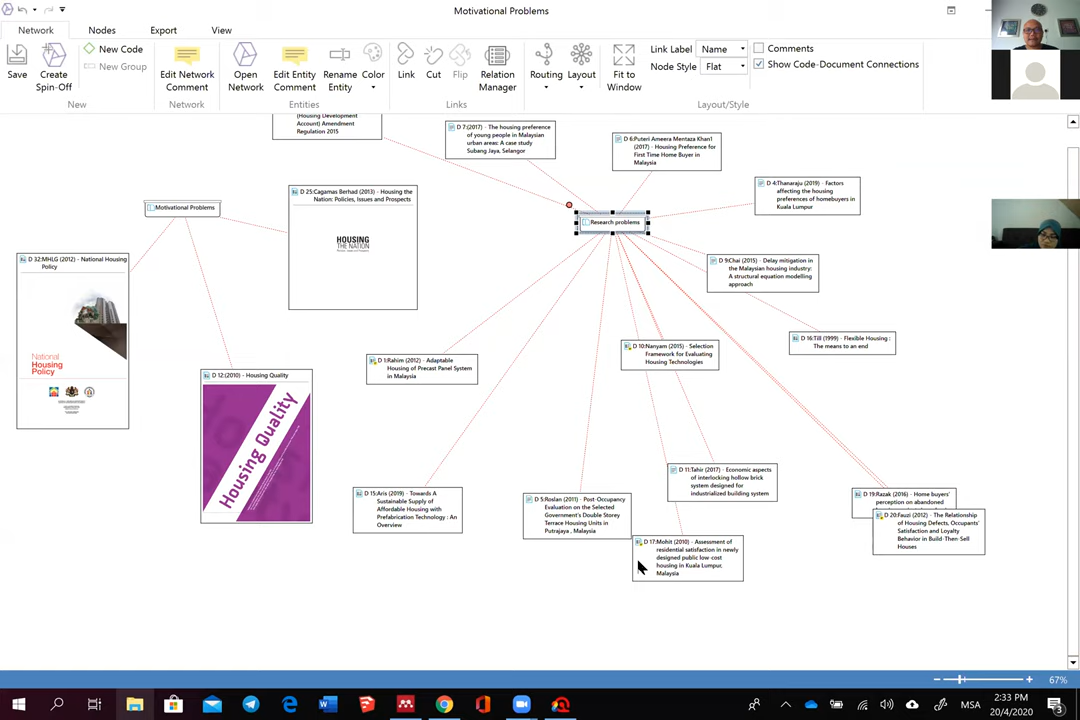 Motivational Problems
Network
Nodes
Export
View
Save
Create
Spin-Off
New Code
New Group
New
Edit Network
Comment
Network
Open
Network
Edit Entity
Comment
Rename
Entity
Color
Entities
Link
Cut
Flip
Relation
Manager
Links
Routing
Layout
Fit to
Window
Link Label
Name
Node Style
Flat
Comments
Show Code-Document Connections
Layout/Style
(Housing Development
Account) Amendment
Regulation 2015
D 7:(2017) - The housing preference
of young people in Malaysian
urban areas: A case study
Subang Jaya, Selangor
D 6:Puteri Ameera Mentaza Khan1
(2017) - Housing Preference for
First Time Home Buyer in
Malaysia
D 4:Thanaraju (2019) - Factors
affecting the housing
preferences of homebuyers in
Kuala Lumpur
D 25:Cagamas Berhad (2013) - Housing the
Nation: Policies, Issues and Prospects
HOUSING
THE NATION
Motivational Problems
Research problems
D 32:MHLG (2012) - National Housing
Policy
National
Housing
Policy
D 9:Chai (2015) - Delay mitigation in
the Malaysian housing industry:
A structural equation modelling
approach
D 16:Till (1999) - Flexible Housing :
The means to an end
D 10:Nanyam (2015) - Selection
Framework for Evaluating
Housing Technologies
D 1:Rahim (2012) - Adaptable
Housing of Precast Panel System
in Malaysia
D 12:(2010) - Housing Quality
Housing Quality
D 11:Tahir (2017) - Economic aspects
of interlocking hollow brick
system designed for
industrialized building system
D 15:Aris (2019) - Towards A
Sustainable Supply of
Affordable Housing with
Prefabrication Technology : An
Overview
D 5:Roslan (2011) - Post-Occupancy
Evaluation on the Selected
Government's Double Storey
Terrace Housing Units in
Putrajaya , Malaysia
D 19:Razak (2016) - Home buyers'
perception on abandoned
D 20:Fauzi (2012) - The Relationship
of Housing Defects, Occupants'
Satisfaction and Loyalty
Behavior in Build-Then-Sell
Houses
D 17:Mohit (2010) - Assessment of
residential satisfaction in newly
designed public low-cost
housing in Kuala Lumpur,
Malaysia
67%
MSA
2:33 PM
20/4/2020
3